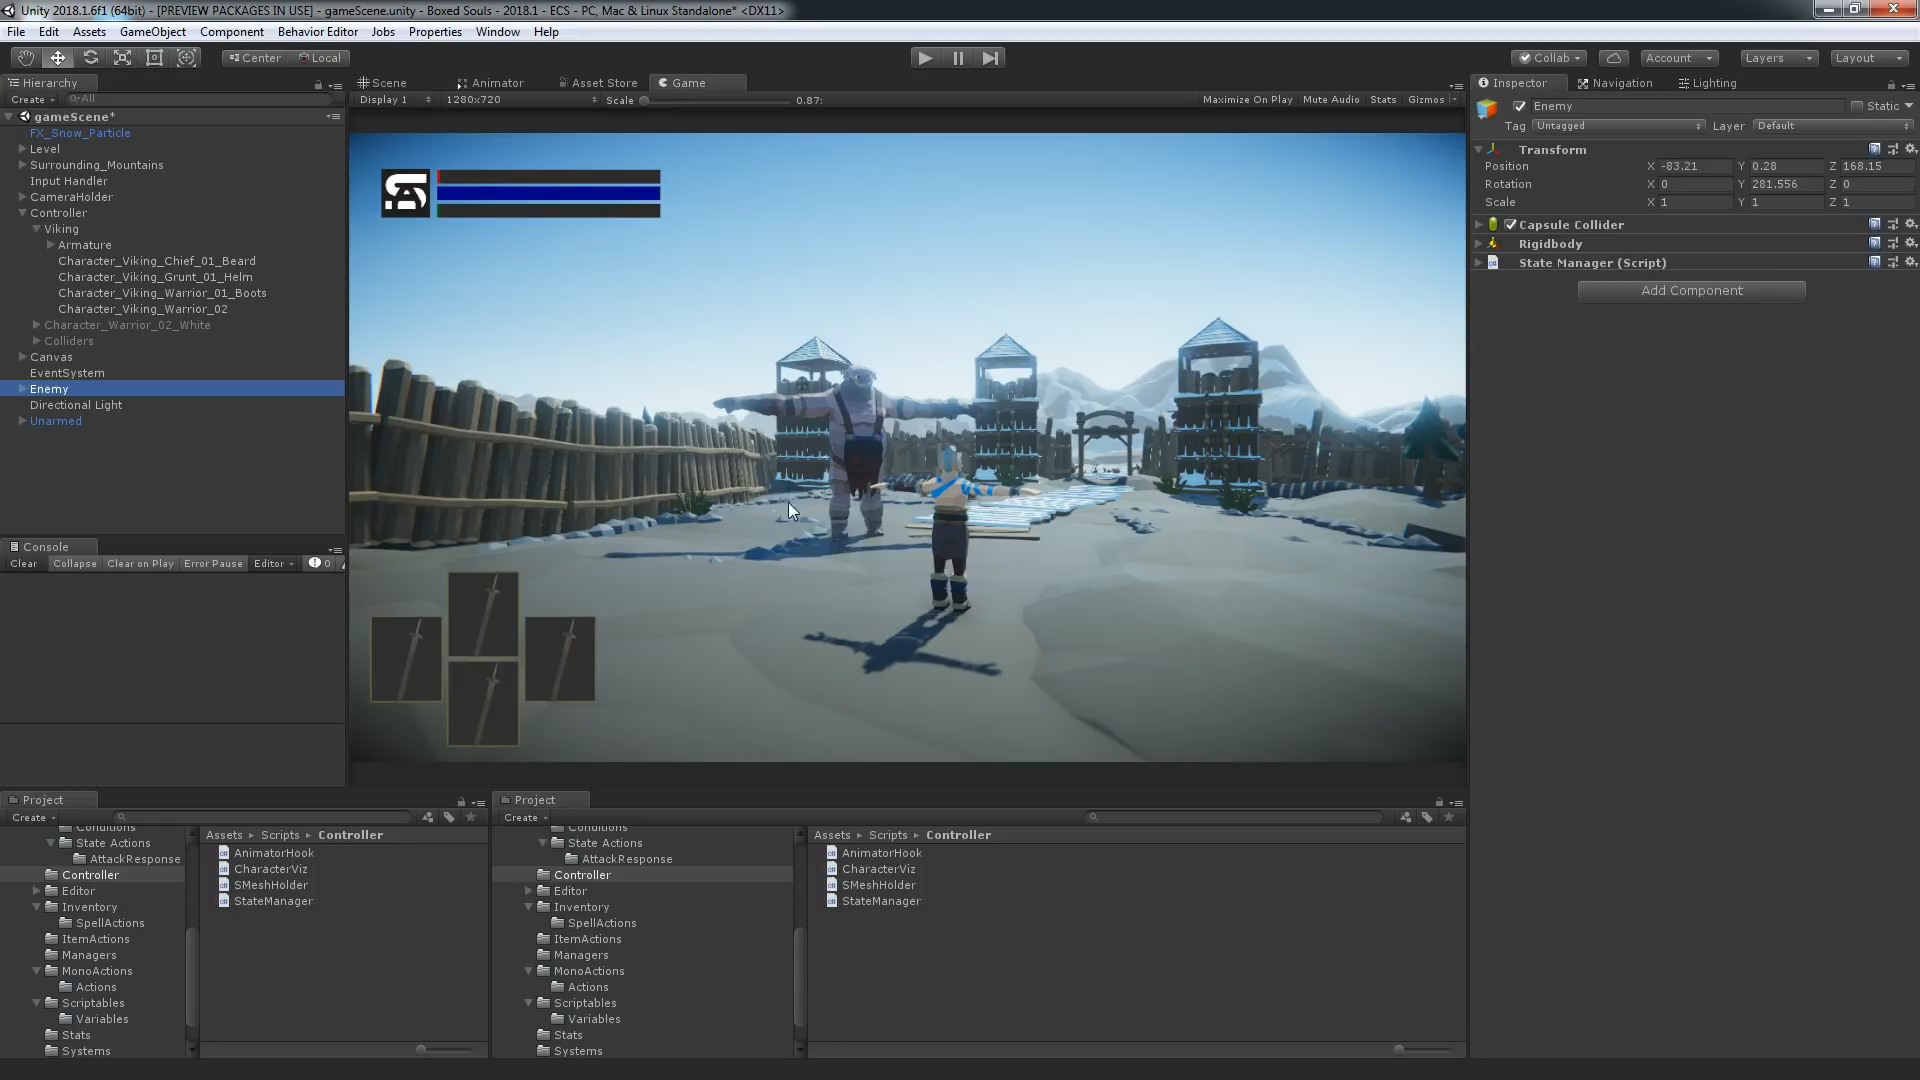 Unity 2018.1.6f1 (64bit) - [PREVIEW PACKAGES IN USE] - gameScene.unity - Boxed Souls - 2018.1 - ECS - PC, Mac & Linux Standalone* <DX11>
File Edit Assets GameObject Component Behavior Editor Jobs Properties Window Help
Center Local Collab Account Layers Layout
Hierarchy
Create All
gameScene*
FX_Snow_Particle
Level
Surrounding_Mountains
Input Handler
CameraHolder
Controller
Viking
Armature
Character_Viking_Chief_01_Beard
Character_Viking_Grunt_01_Helm
Character_Viking_Warrior_01_Boots
Character_Viking_Warrior_02
Character_Warrior_02_White
Colliders
Canvas
EventSystem
Enemy
Directional Light
Unarmed
Console
Clear Collapse Clear on Play Error Pause Editor 0
Scene Animator Asset Store Game
Display 1 1280x720 Scale 0.87: Maximize On Play Mute Audio Stats Gizmos
SA
Inspector Navigation Lighting
Enemy Static
Tag Untagged Layer Default
Transform
Position X -83.21 Y 0.28 Z 168.15
Rotation X 0 Y 281.556 Z 0
Scale X 1 Y 1 Z 1
Capsule Collider
Rigidbody
State Manager (Script)
Add Component
Project
Create
Conditions
State Actions
AttackResponse
Controller
Editor
Inventory
SpellActions
ItemActions
Managers
MonoActions
Actions
Scriptables
Variables
Stats
Systems
Assets Scripts Controller
AnimatorHook
CharacterViz
SMeshHolder
StateManager
Project
Create
Conditions
State Actions
AttackResponse
Controller
Editor
Inventory
SpellActions
ItemActions
Managers
MonoActions
Actions
Scriptables
Variables
Stats
Systems
Assets Scripts Controller
AnimatorHook
CharacterViz
SMeshHolder
StateManager